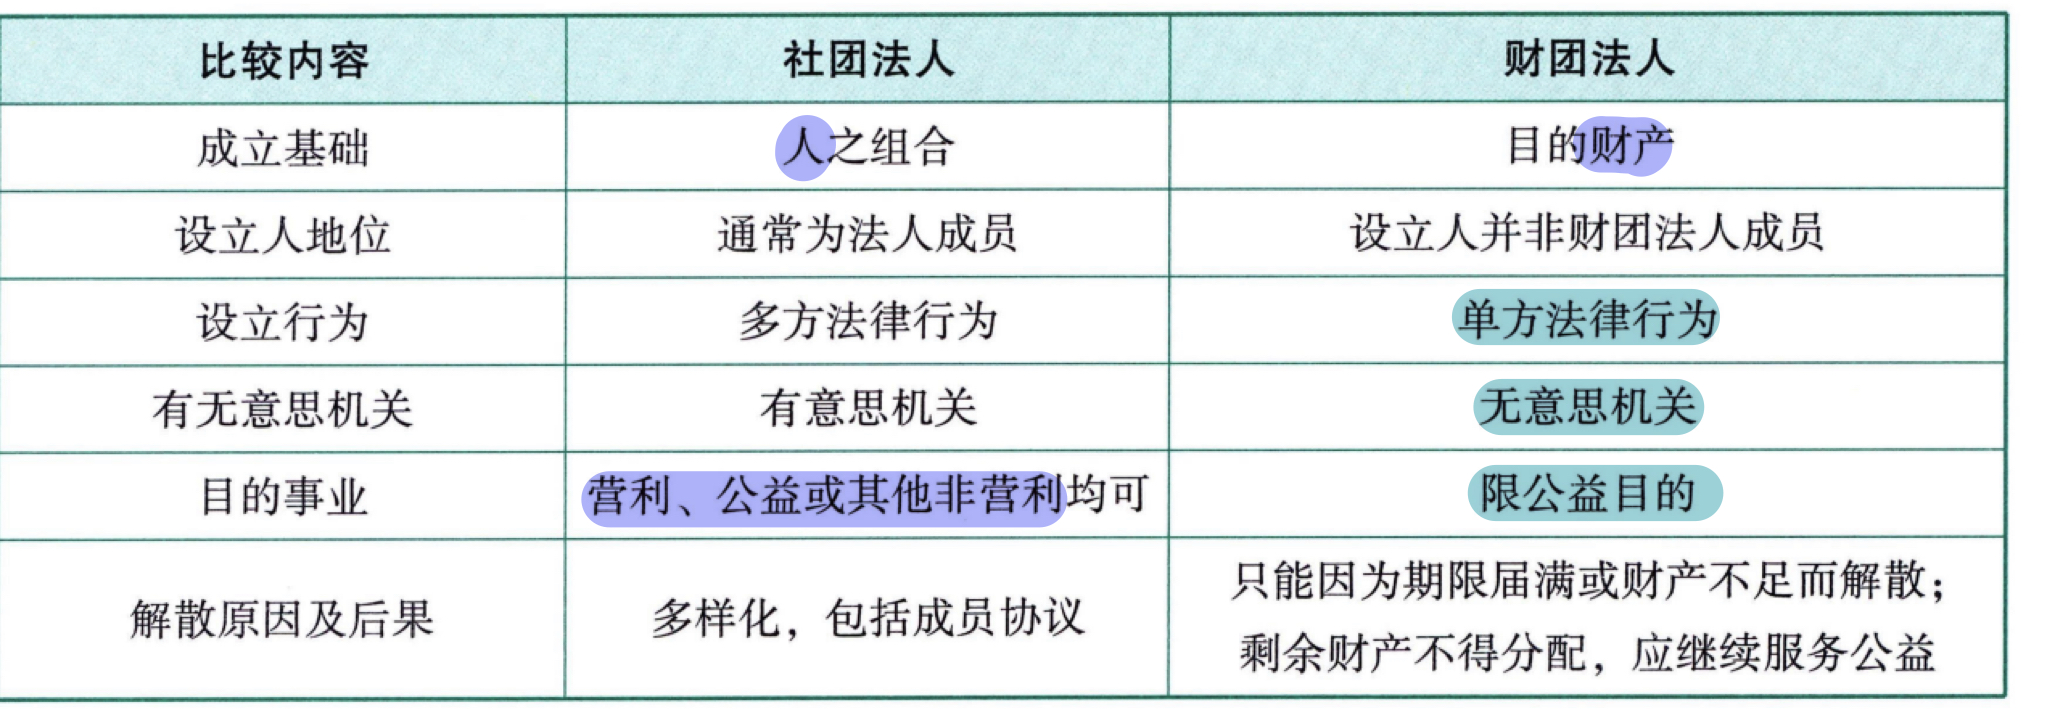 比较内容 社团法人 财团法人
成立基础 人之组合 目的财产
设立人地位 通常为法人成员 设立人并非财团法人成员
设立行为 多方法律行为 单方法律行为
有无意思机关 有意思机关 无意思机关
目的事业 营利、公益或其他非营利均可 限公益目的
解散原因及后果 多样化，包括成员协议 只能因为期限届满或财产不足而解散；
剩余财产不得分配，应继续服务公益